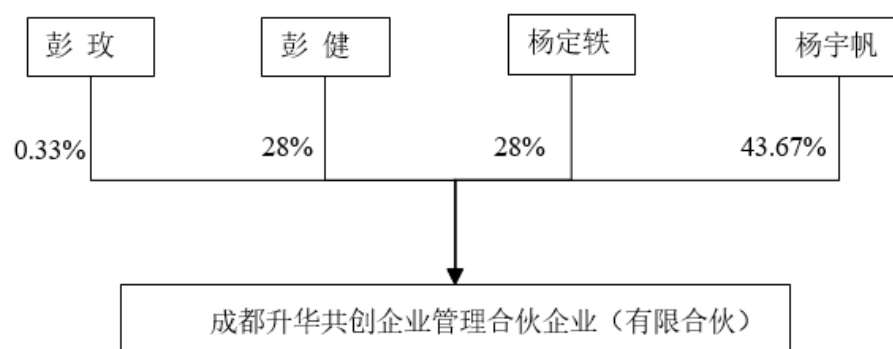 彭 玫
彭 健
杨定轶
杨宇帆
0.33%
28%
28%
43.67%
成都升华共创企业管理合伙企业（有限合伙）